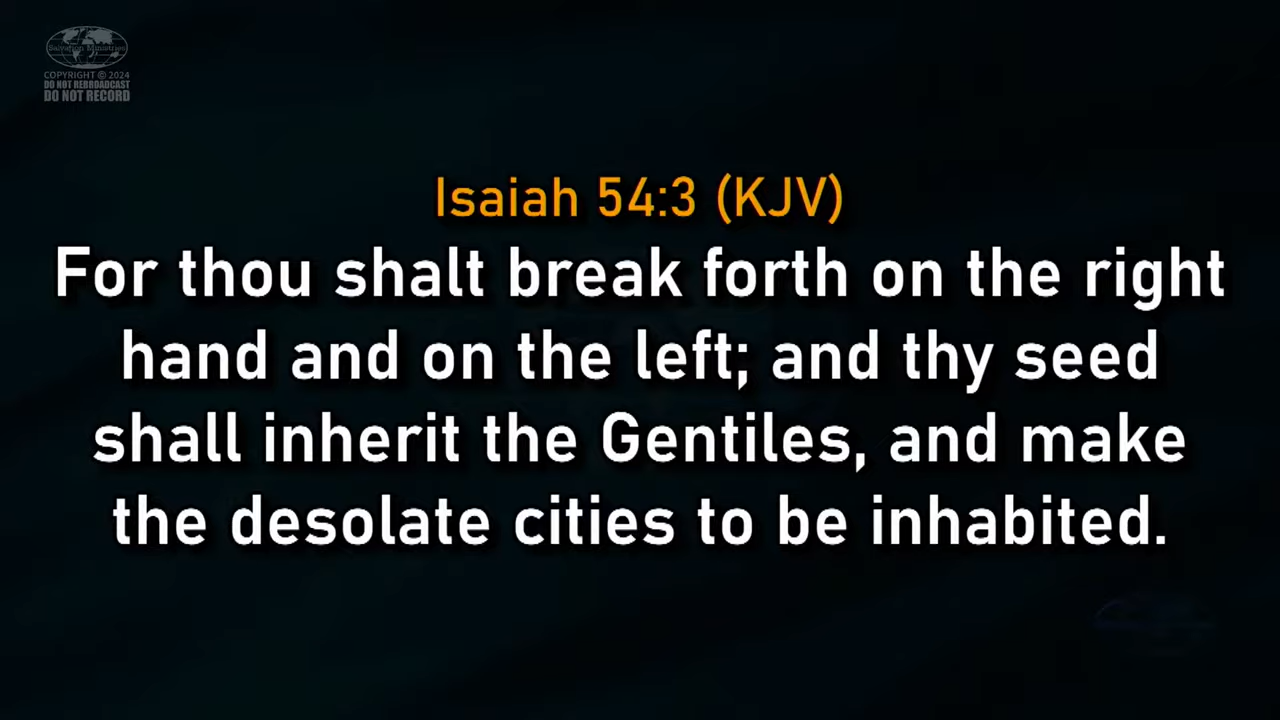 Salvation Ministries
COPYRIGHT © 2024
DO NOT REBROADCAST
DO NOT RECORD
Isaiah 54:3 (KJV)
For thou shalt break forth on the right
hand and on the left; and thy seed
shall inherit the Gentiles, and make
the desolate cities to be inhabited.